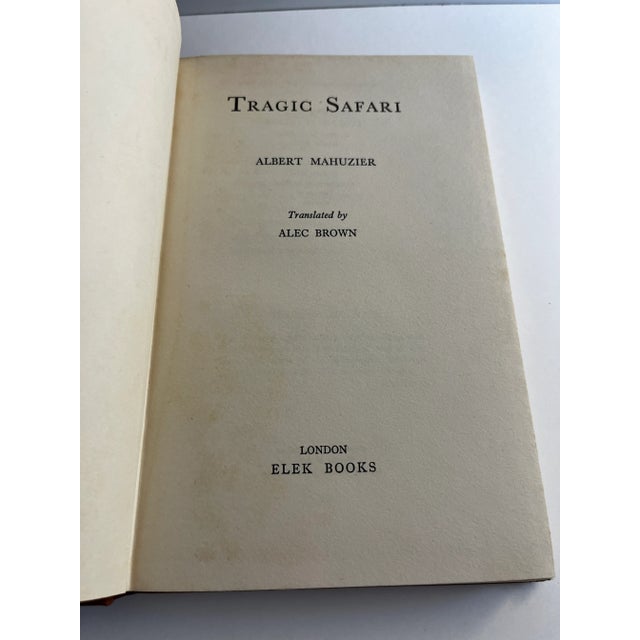 TRAGIC SAFARI
ALBERT MAHUZIER
Translated by
ALEC BROWN
LONDON
ELEK BOOKS